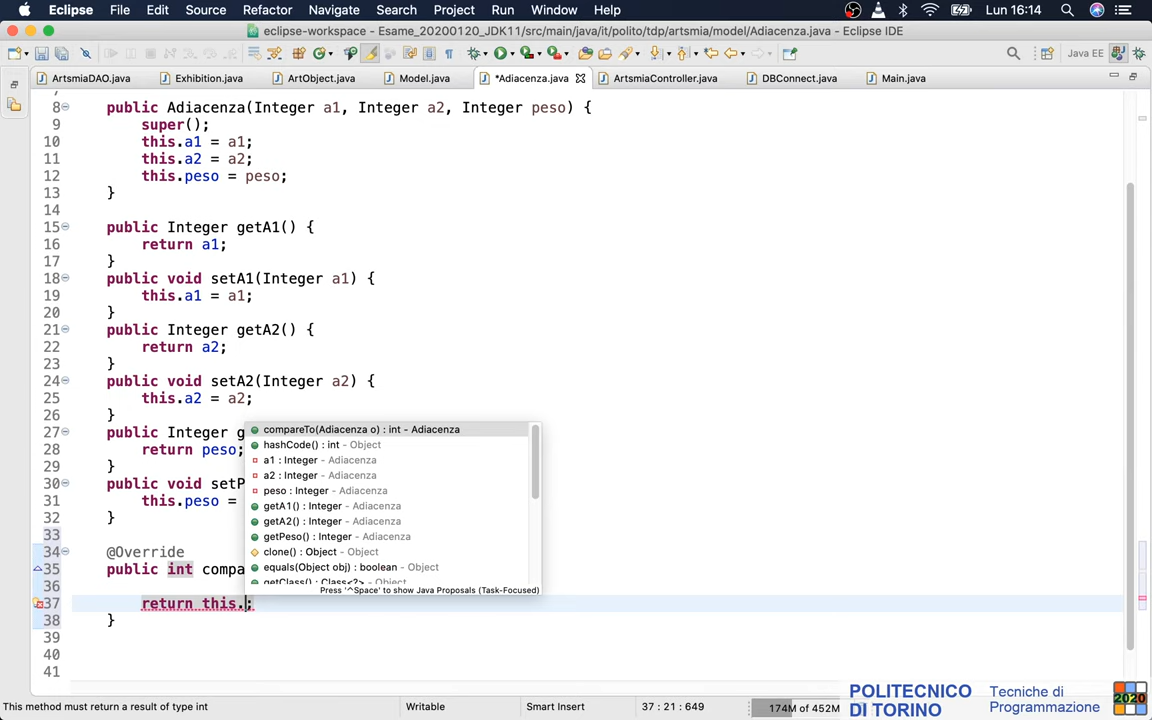 Eclipse File Edit Source Refactor Navigate Search Project Run Window Help Lun 16:14
eclipse-workspace - Esame_20200120_JDK11/src/main/java/it/polito/tdp/artsmia/model/Adiacenza.java - Eclipse IDE
Java EE
ArtsmiaDAO.java Exhibition.java ArtObject.java Model.java *Adiacenza.java ArtsmiaController.java DBConnect.java Main.java
8 public Adiacenza(Integer a1, Integer a2, Integer peso) {
9 super();
10 this.a1 = a1;
11 this.a2 = a2;
12 this.peso = peso;
13 }
14
15 public Integer getA1() {
16 return a1;
17 }
18 public void setA1(Integer a1) {
19 this.a1 = a1;
20 }
21 public Integer getA2() {
22 return a2;
23 }
24 public void setA2(Integer a2) {
25 this.a2 = a2;
26 }
27 public Integer g
28 return peso;
29 }
30 public void setP
31 this.peso =
32 }
33
34 @Override
35 public int compa
36
37 return this.;
38 }
39
40
41
compareTo(Adiacenza o) : int - Adiacenza
hashCode() : int - Object
a1 : Integer - Adiacenza
a2 : Integer - Adiacenza
peso : Integer - Adiacenza
getA1() : Integer - Adiacenza
getA2() : Integer - Adiacenza
getPeso() : Integer - Adiacenza
clone() : Object - Object
equals(Object obj) : boolean - Object
getClass() : Class<?> - Object
Press '^Space' to show Java Proposals (Task-Focused)
This method must return a result of type int Writable Smart Insert 37 : 21 : 649 174M of 452M
POLITECNICO
DI TORINO
Tecniche di
Programmazione
2020